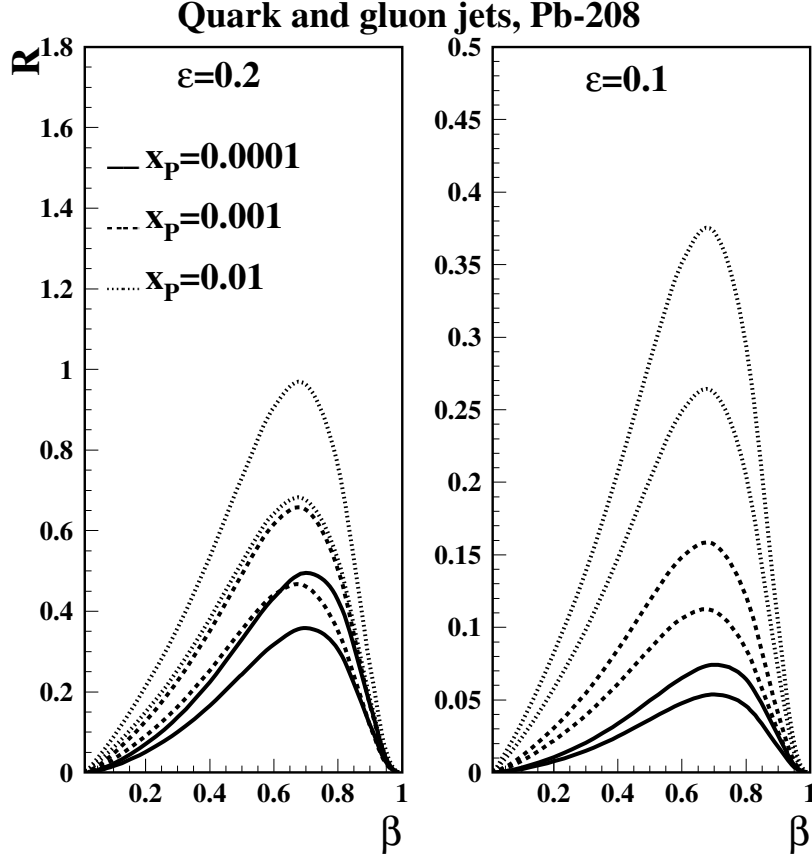 Quark and gluon jets, Pb-208
R
1.8
1.6
1.4
1.2
1
0.8
0.6
0.4
0.2
0
ε=0.2
x_P=0.0001
x_P=0.001
x_P=0.01
0.2 0.4 0.6 0.8 1
β
0.5
0.45
0.4
0.35
0.3
0.25
0.2
0.15
0.1
0.05
0
ε=0.1
0.2 0.4 0.6 0.8 1
β